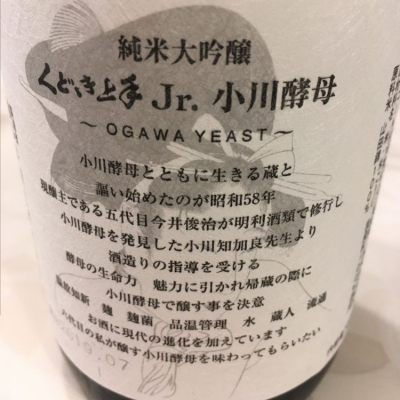 純米大吟醸
くどき上手 Jr. 小川酵母
～ OGAWA YEAST ～
小川酵母とともに生きる蔵と
謳い始めたのが昭和58年
現醸主である五代目今井俊治が明利酒類で修行し
小川酵母を発見した小川知加良先生より
酒造りの指導を受ける
酵母の生命力 魅力に引かれ帰蔵の際に
小川酵母で醸す事を決意
温故知新 麹 麹菌 品温管理 水 蔵人 流通
お酒に現代の進化を加えています
六代目の私が醸す小川酵母を味わってもらいたい